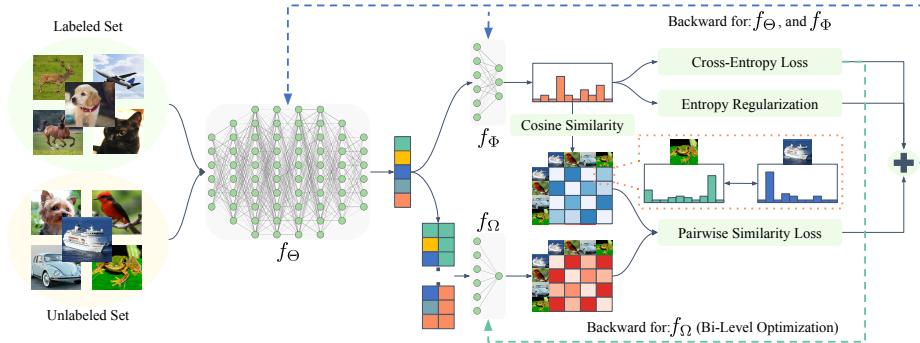 Backward for: fΘ, and fΦ
Labeled Set
Cross-Entropy Loss
Entropy Regularization
fΦ
Cosine Similarity
fΩ
fΘ
Pairwise Similarity Loss
Unlabeled Set
Backward for: fΩ (Bi-Level Optimization)